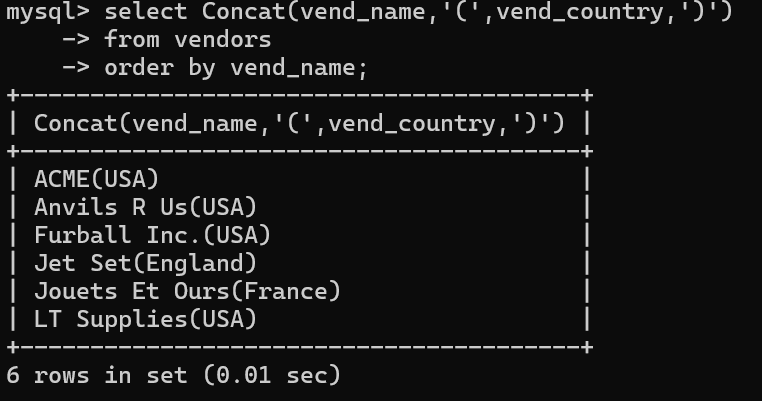 mysql> select Concat(vend_name,'(',vend_country,')')
    -> from vendors
    -> order by vend_name;
+----------------------------------------+
| Concat(vend_name,'(',vend_country,')') |
+----------------------------------------+
| ACME(USA)                              |
| Anvils R Us(USA)                       |
| Furball Inc.(USA)                      |
| Jet Set(England)                       |
| Jouets Et Ours(France)                 |
| LT Supplies(USA)                       |
+----------------------------------------+
6 rows in set (0.01 sec)